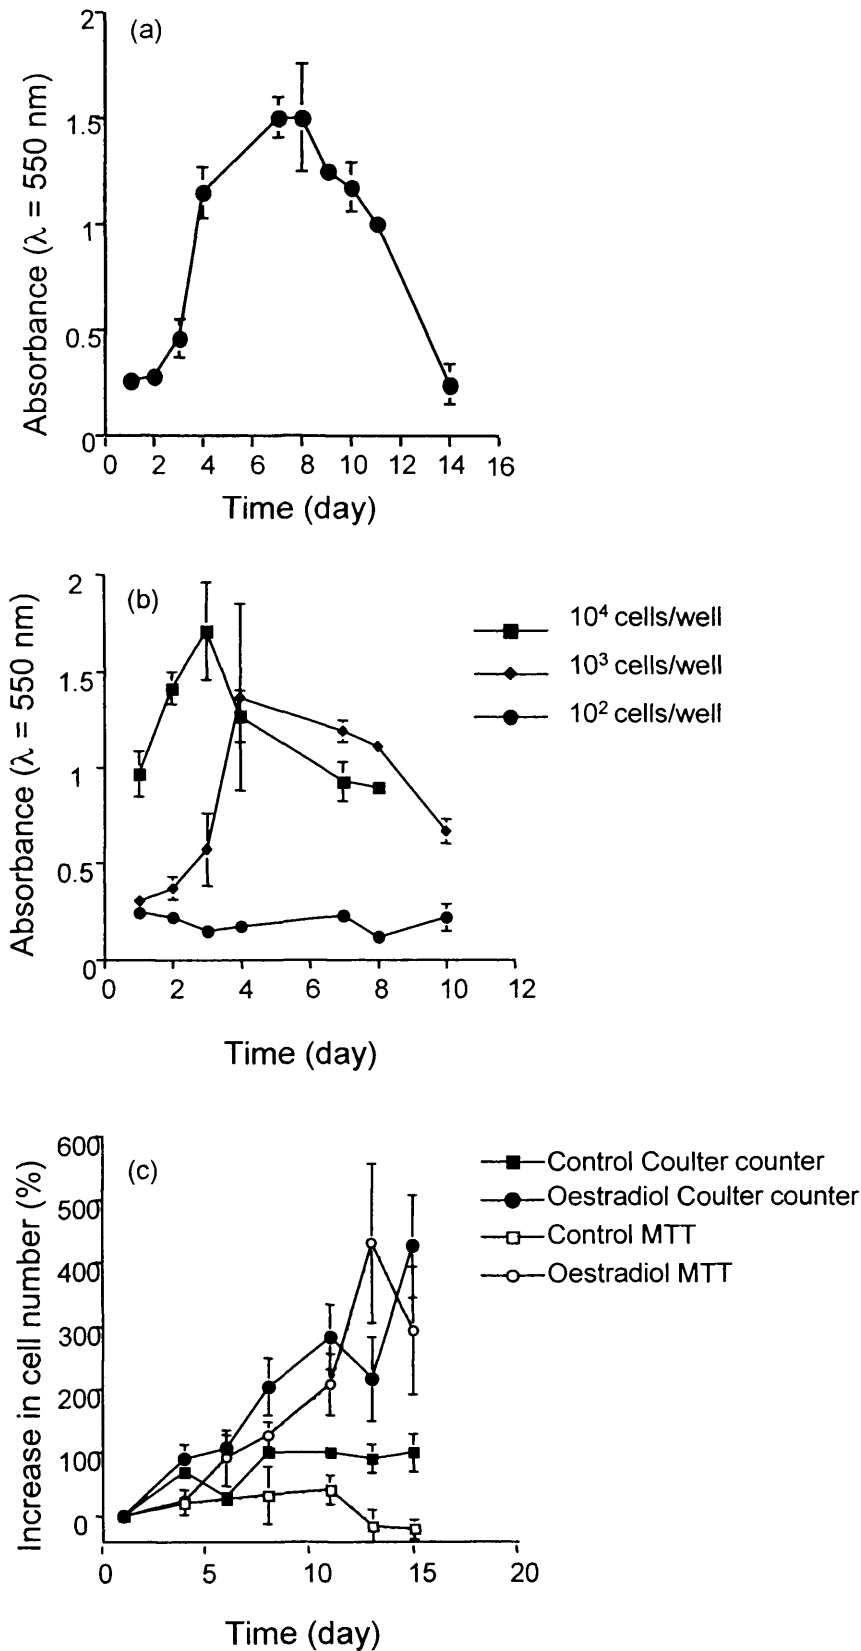 (a)
Absorbance (λ = 550 nm)
2
1.5
1
0.5
0
0 2 4 6 8 10 12 14 16
Time (day)
(b)
Absorbance (λ = 550 nm)
2
1.5
1
0.5
0
0 2 4 6 8 10 12
Time (day)
10⁴ cells/well
10³ cells/well
10² cells/well
(c)
Increase in cell number (%)
600
500
400
300
200
100
0
0 5 10 15 20
Time (day)
Control Coulter counter
Oestradiol Coulter counter
Control MTT
Oestradiol MTT